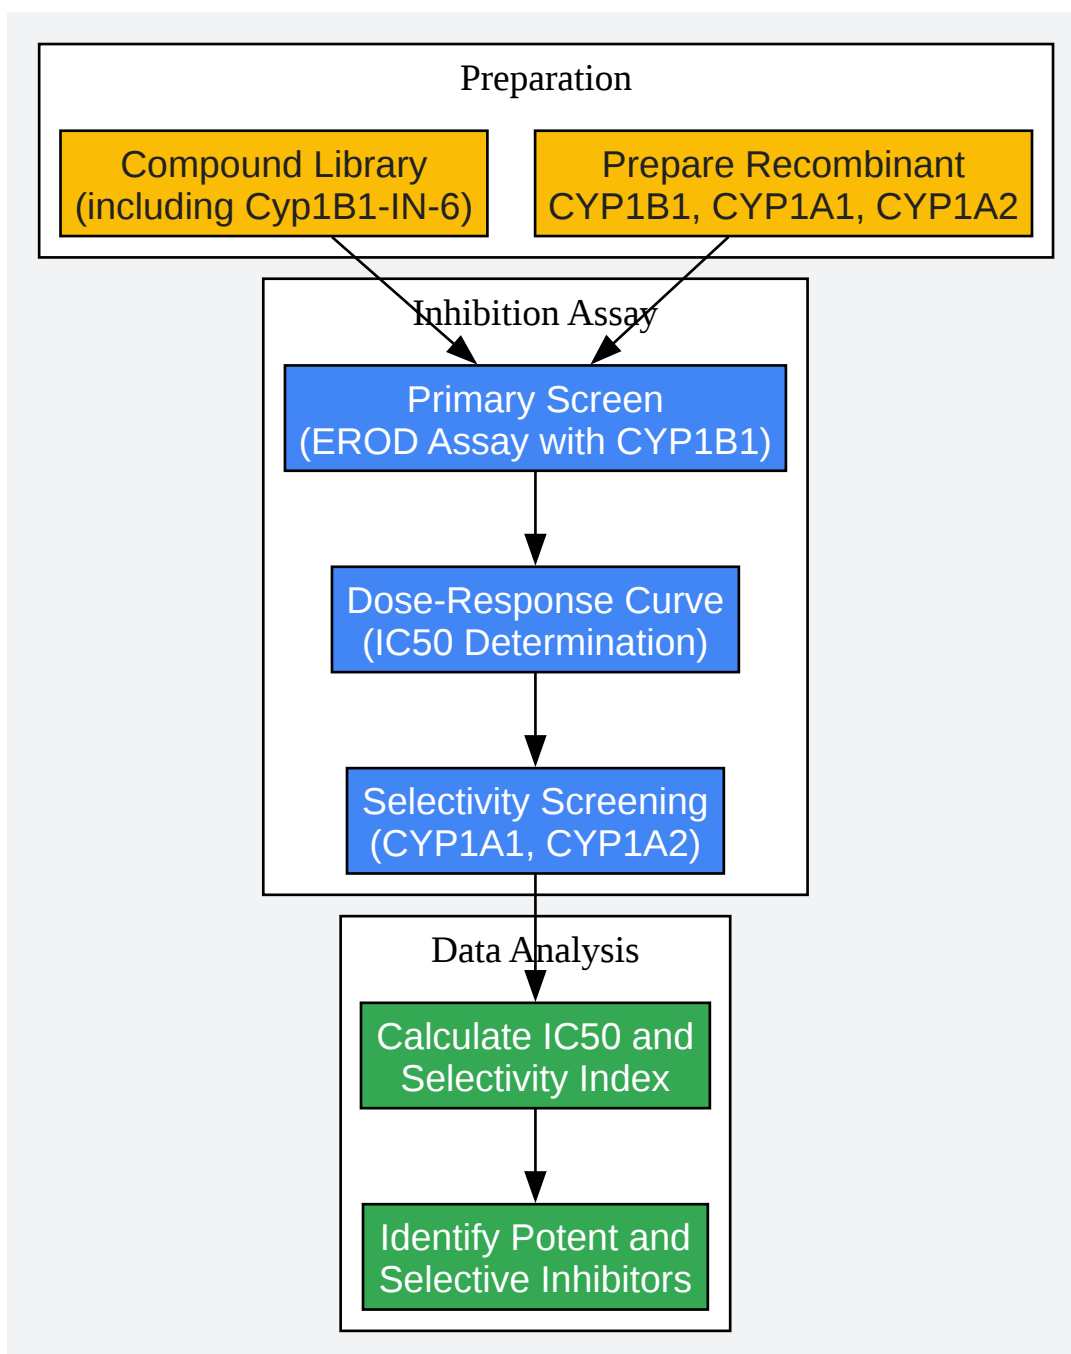 Preparation
Compound Library
(including Cyp1B1-IN-6)
Prepare Recombinant
CYP1B1, CYP1A1, CYP1A2
Inhibition Assay
Primary Screen
(EROD Assay with CYP1B1)
Dose-Response Curve
(IC50 Determination)
Selectivity Screening
(CYP1A1, CYP1A2)
Data Analysis
Calculate IC50 and
Selectivity Index
Identify Potent and
Selective Inhibitors